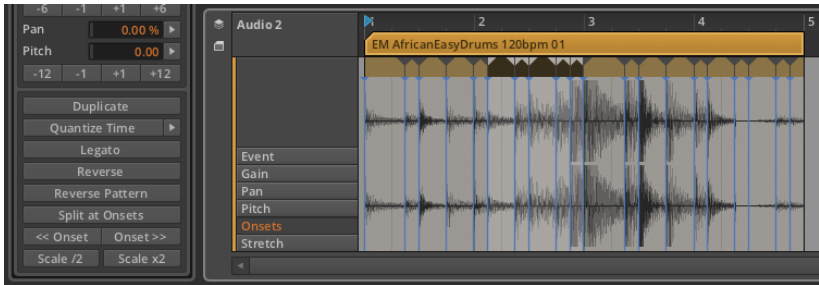 -6 -1 +1 +6
Pan 0.00 %
Pitch 0.00
-12 -1 +1 +12
Duplicate
Quantize Time
Legato
Reverse
Reverse Pattern
Split at Onsets
<< Onset Onset >>
Scale /2 Scale x2
Audio 2
2 3 4 5
EM AfricanEasyDrums 120bpm 01
Event
Gain
Pan
Pitch
Onsets
Stretch